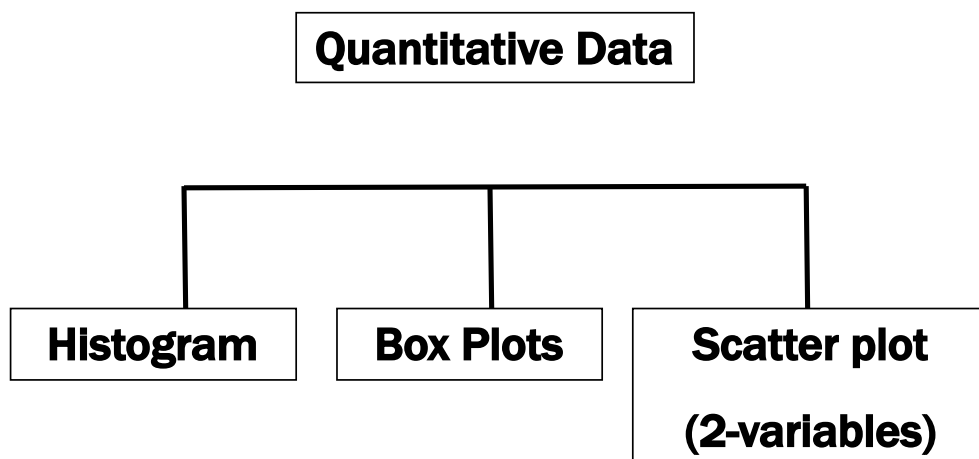 Quantitative Data
Histogram
Box Plots
Scatter plot
(2-variables)